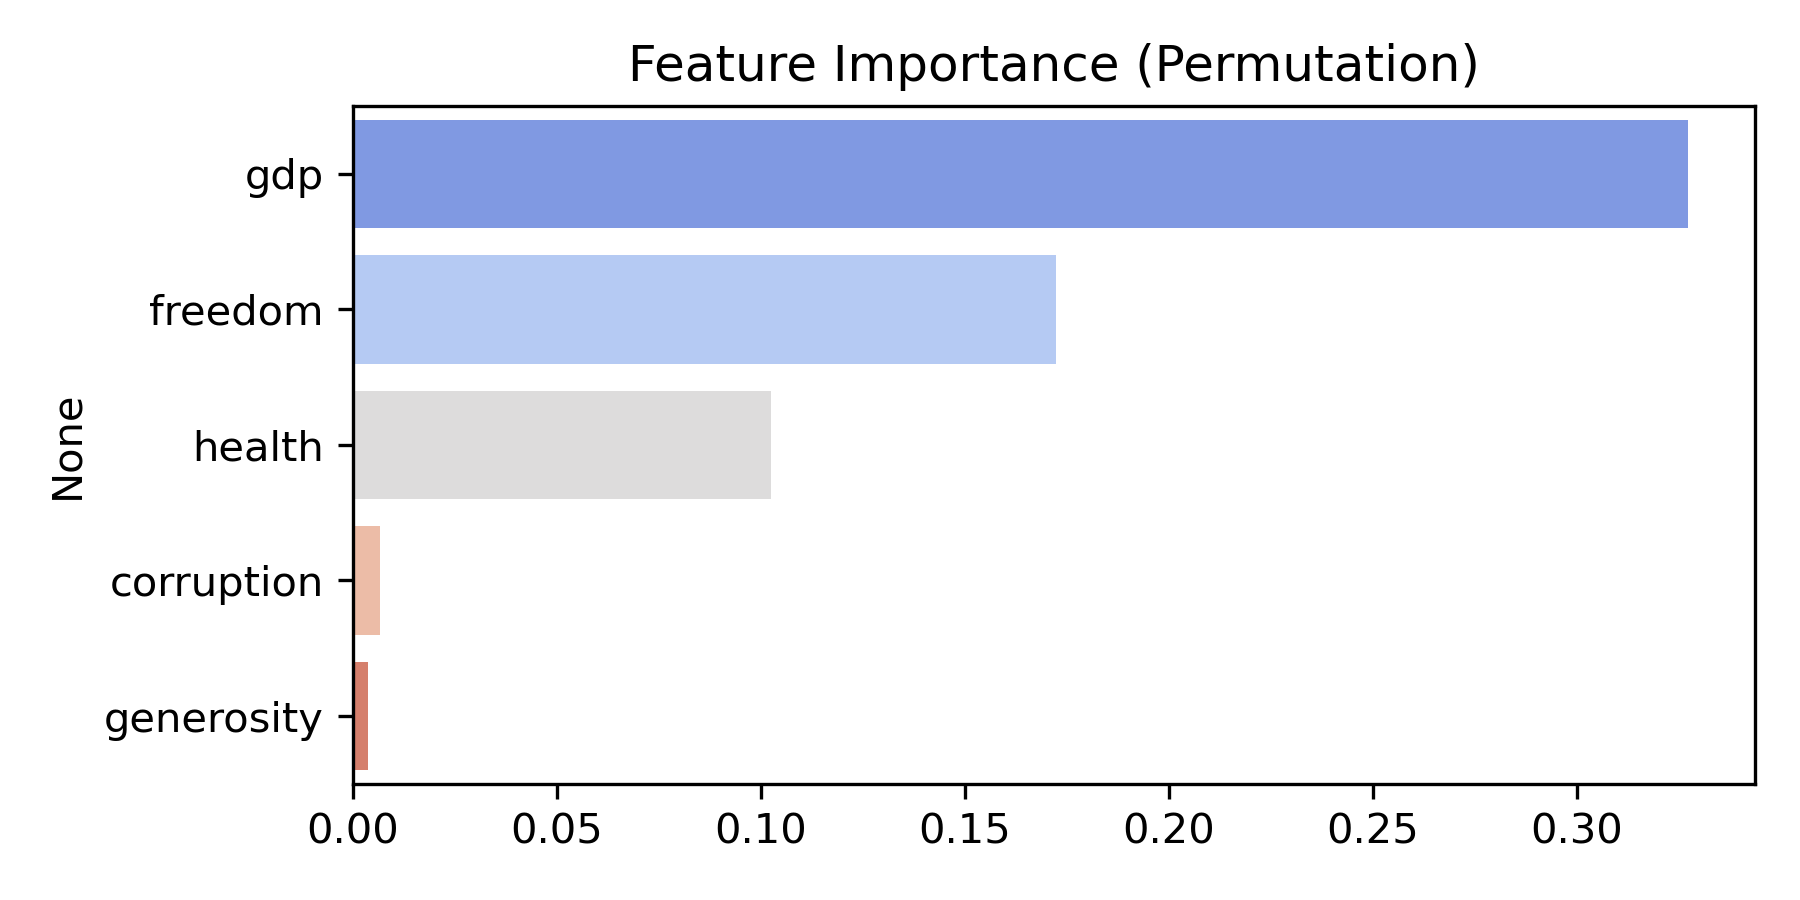 Feature Importance (Permutation)
None
gdp
freedom
health
corruption
generosity
0.00 0.05 0.10 0.15 0.20 0.25 0.30